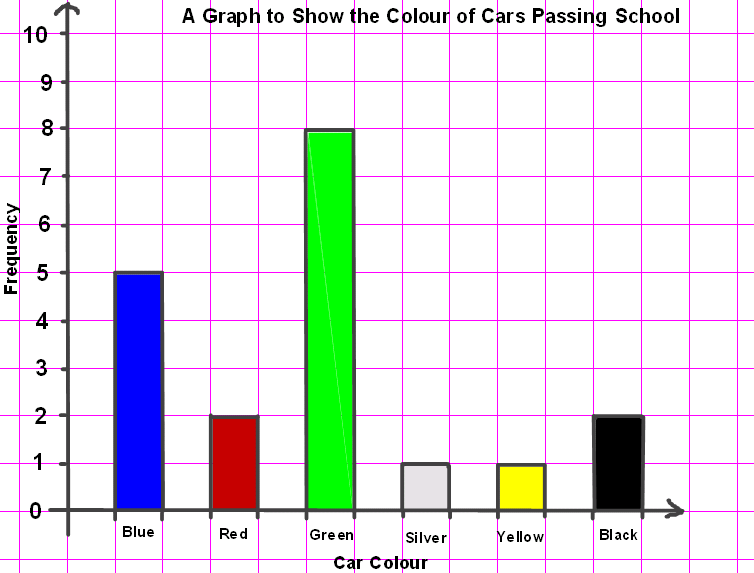 A Graph to Show the Colour of Cars Passing School
10
9
8
7
6
5
4
3
2
1
0
Frequency
Blue
Red
Green
Silver
Yellow
Black
Car Colour